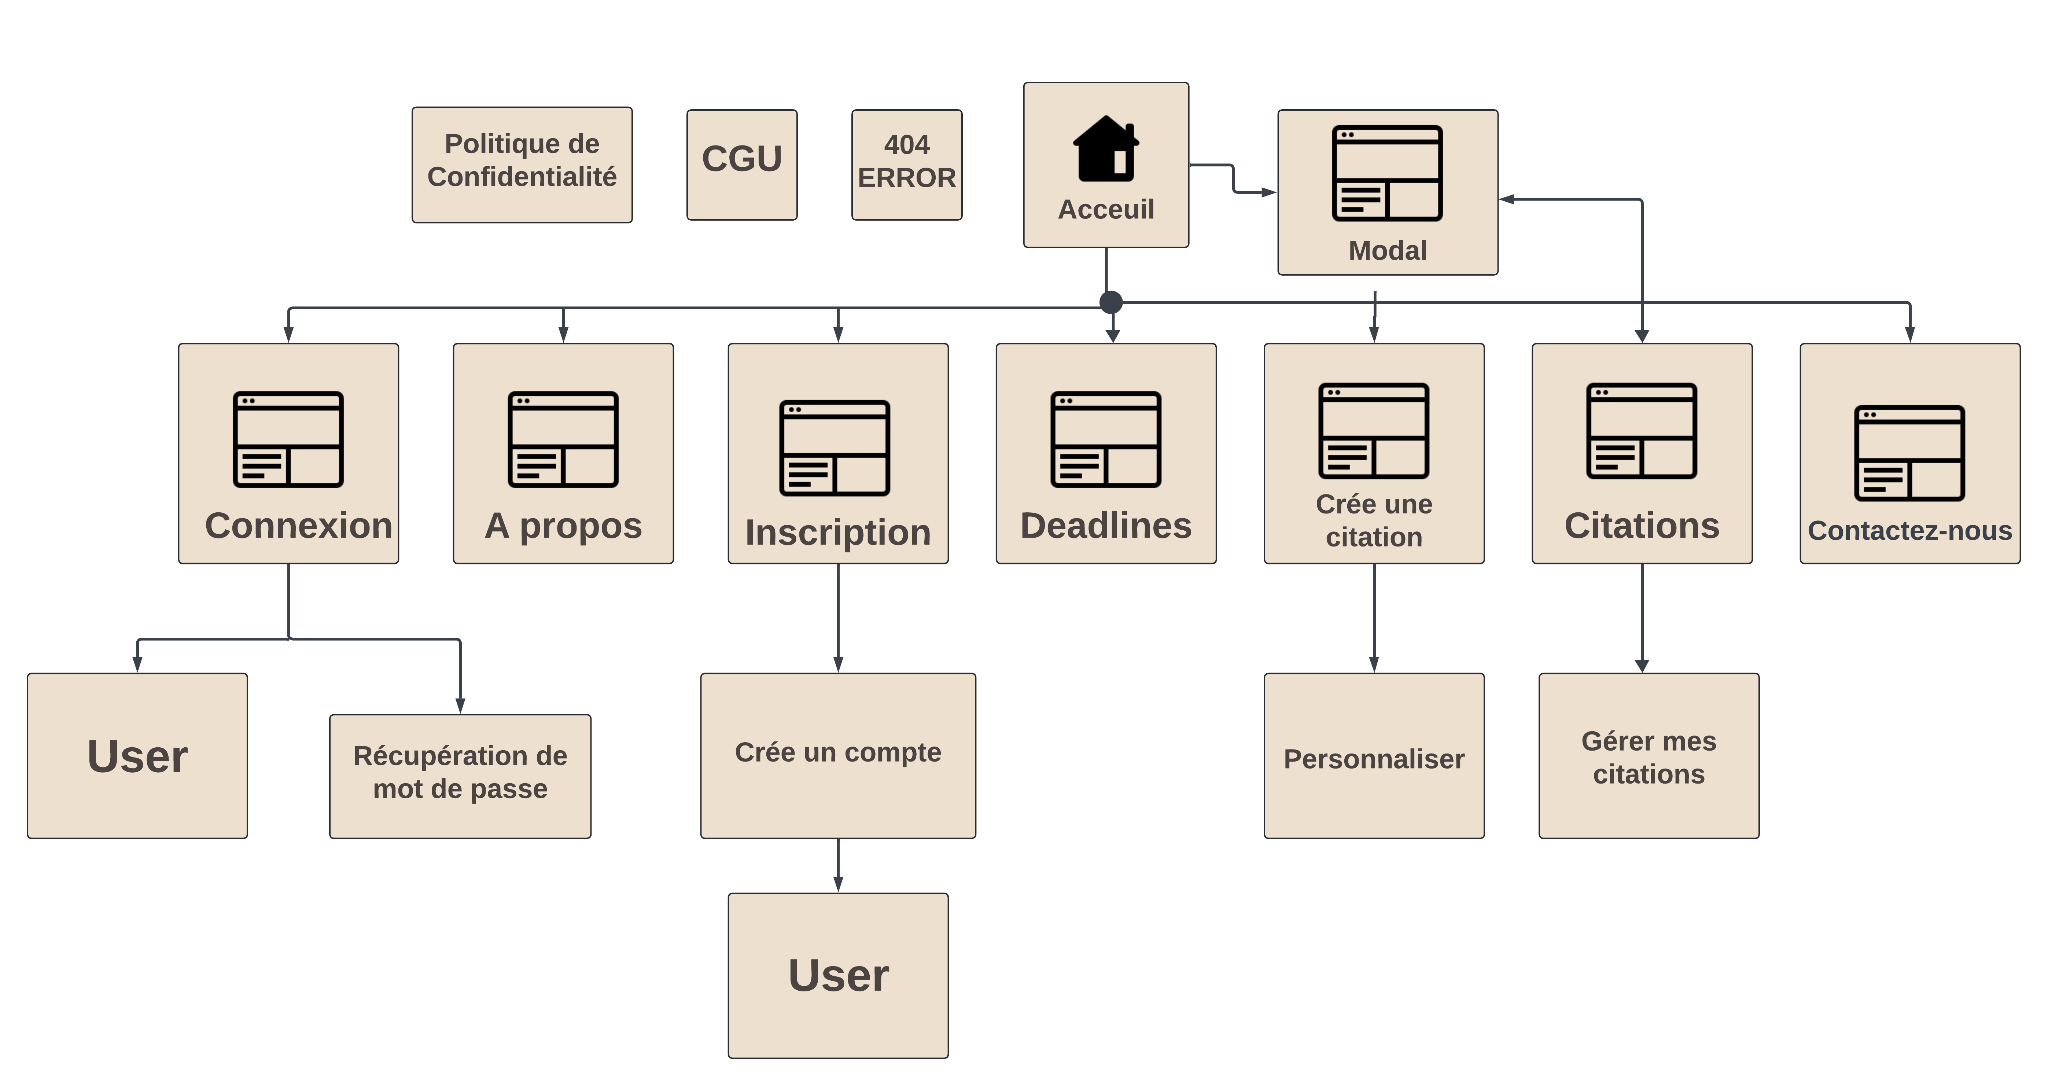 Politique de
Confidentialité
CGU
404
ERROR
Acceuil
Modal
Connexion
A propos
Inscription
Deadlines
Crée une
citation
Citations
Contactez-nous
User
Récupération de
mot de passe
Crée un compte
Personnaliser
Gérer mes
citations
User